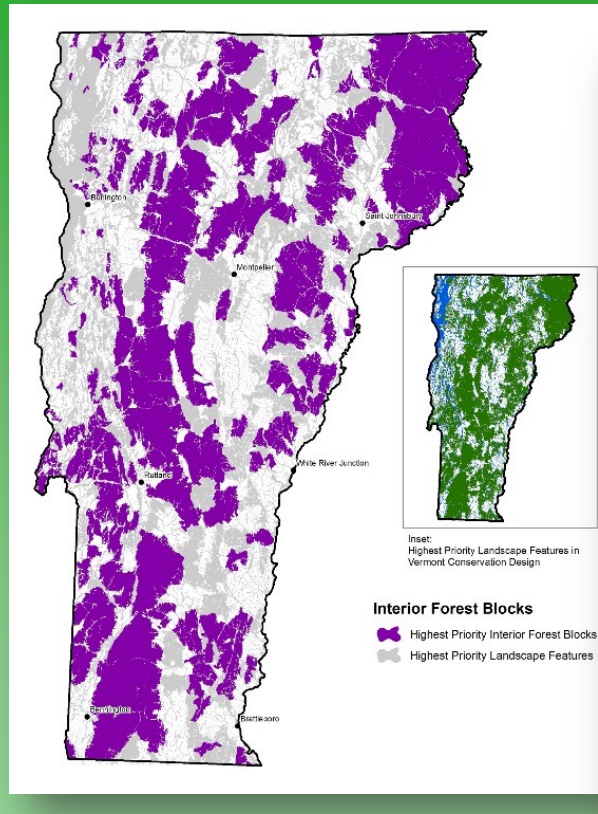 Burlington
Saint Johnsbury
Montpelier
White River Junction
Rutland
Inset:
Highest Priority Landscape Features in
Vermont Conservation Design
Interior Forest Blocks
Highest Priority Interior Forest Blocks
Highest Priority Landscape Features
Bennington
Brattleboro